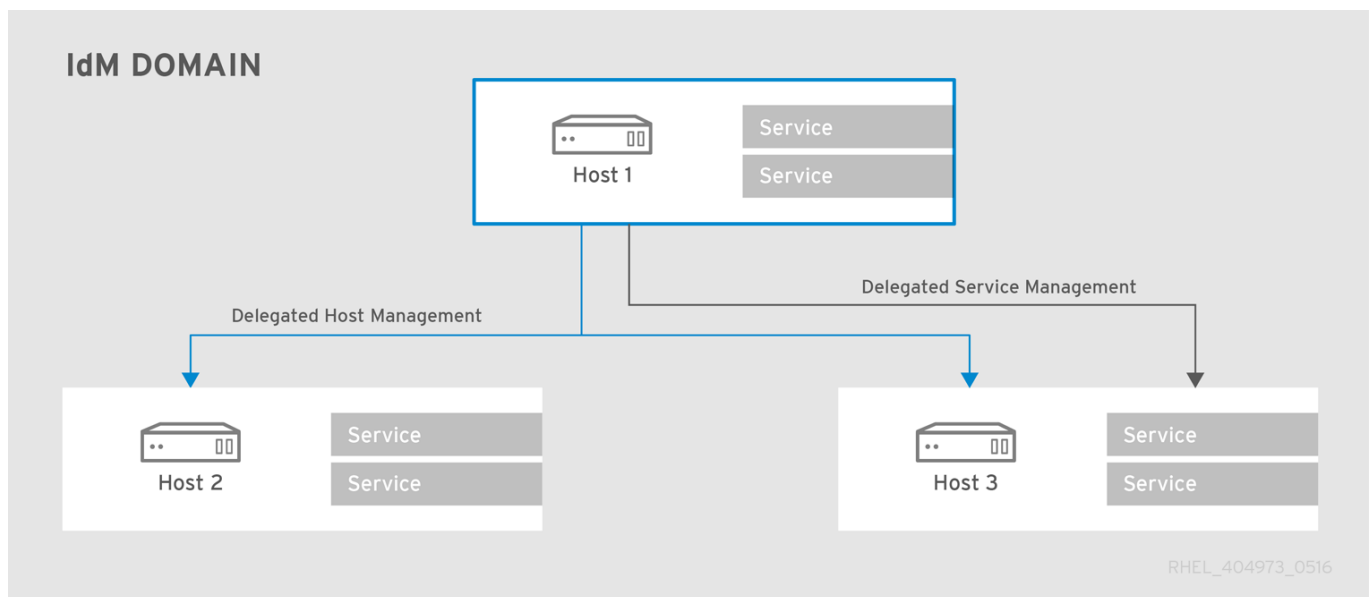 IdM DOMAIN
Service
Service
Host 1
Delegated Service Management
Delegated Host Management
Service
Service
Host 2
Service
Service
Host 3
RHEL_404973_0516